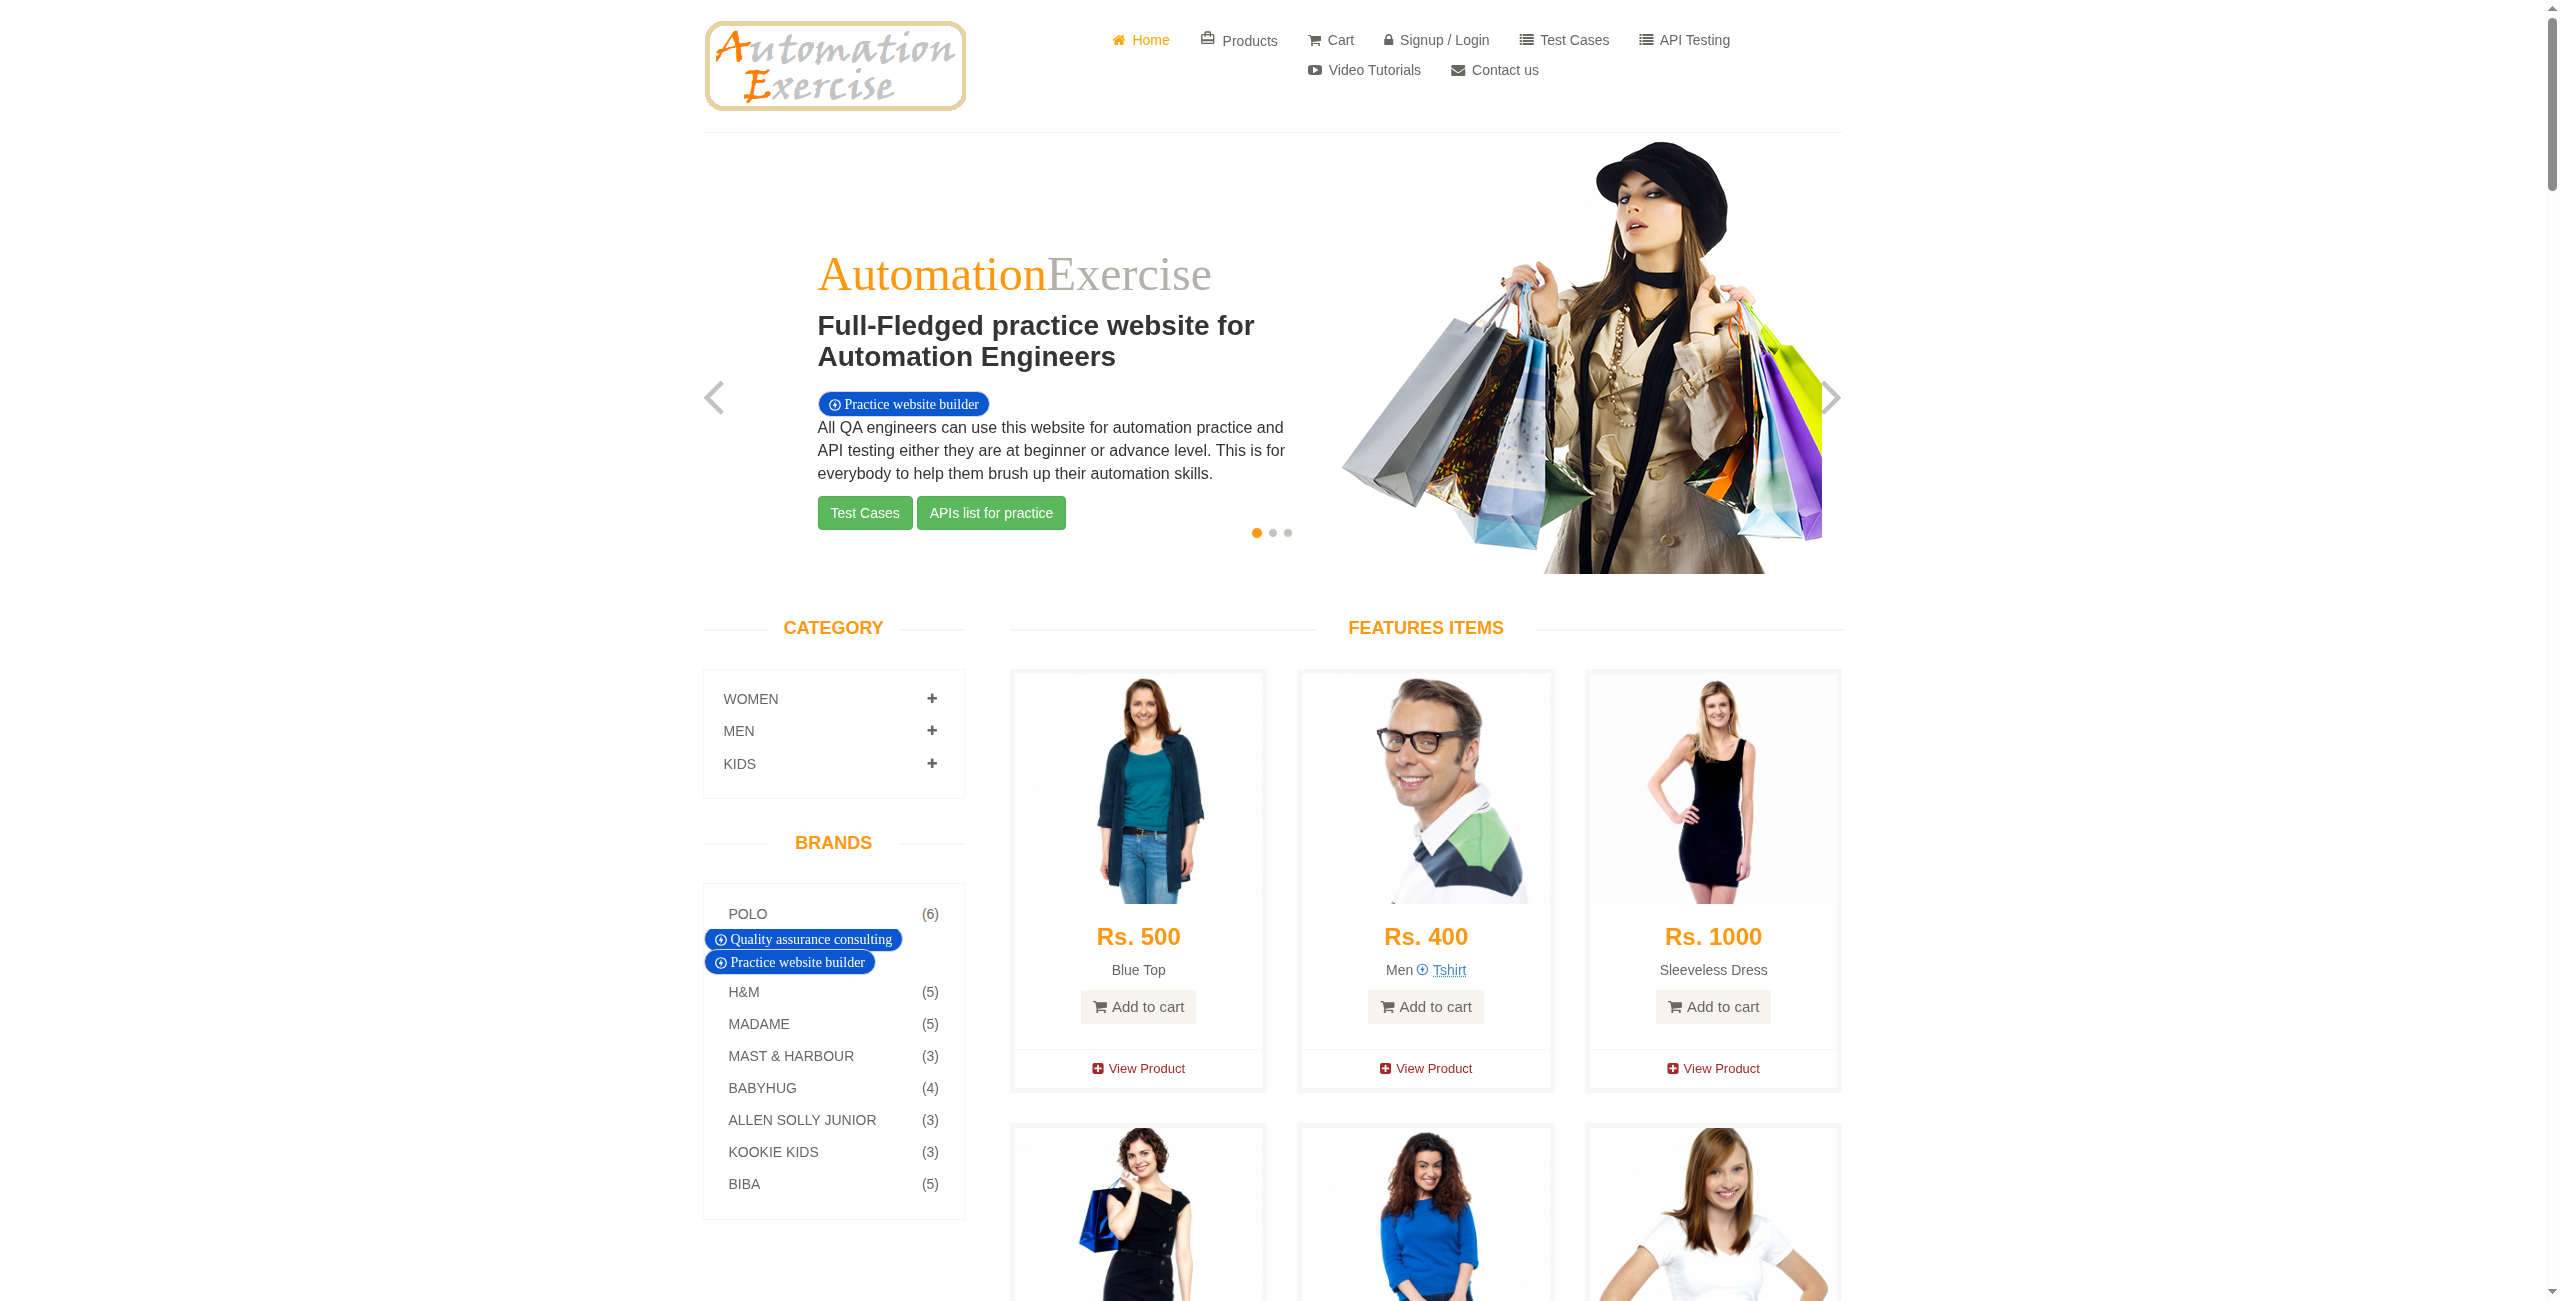 Automation
Exercise
Home
Products
Cart
Signup / Login
Test Cases
API Testing
Video Tutorials
Contact us
AutomationExercise
Full-Fledged practice website for
Automation Engineers
Practice website builder
All QA engineers can use this website for automation practice and
API testing either they are at beginner or advance level. This is for
everybody to help them brush up their automation skills.
Test Cases
APIs list for practice
CATEGORY
WOMEN
MEN
KIDS
BRANDS
POLO (6)
Quality assurance consulting
Practice website builder
H&M (5)
MADAME (5)
MAST & HARBOUR (3)
BABYHUG (4)
ALLEN SOLLY JUNIOR (3)
KOOKIE KIDS (3)
BIBA (5)
FEATURES ITEMS
Rs. 500
Blue Top
Add to cart
View Product
Rs. 400
Men Tshirt
Add to cart
View Product
Rs. 1000
Sleeveless Dress
Add to cart
View Product